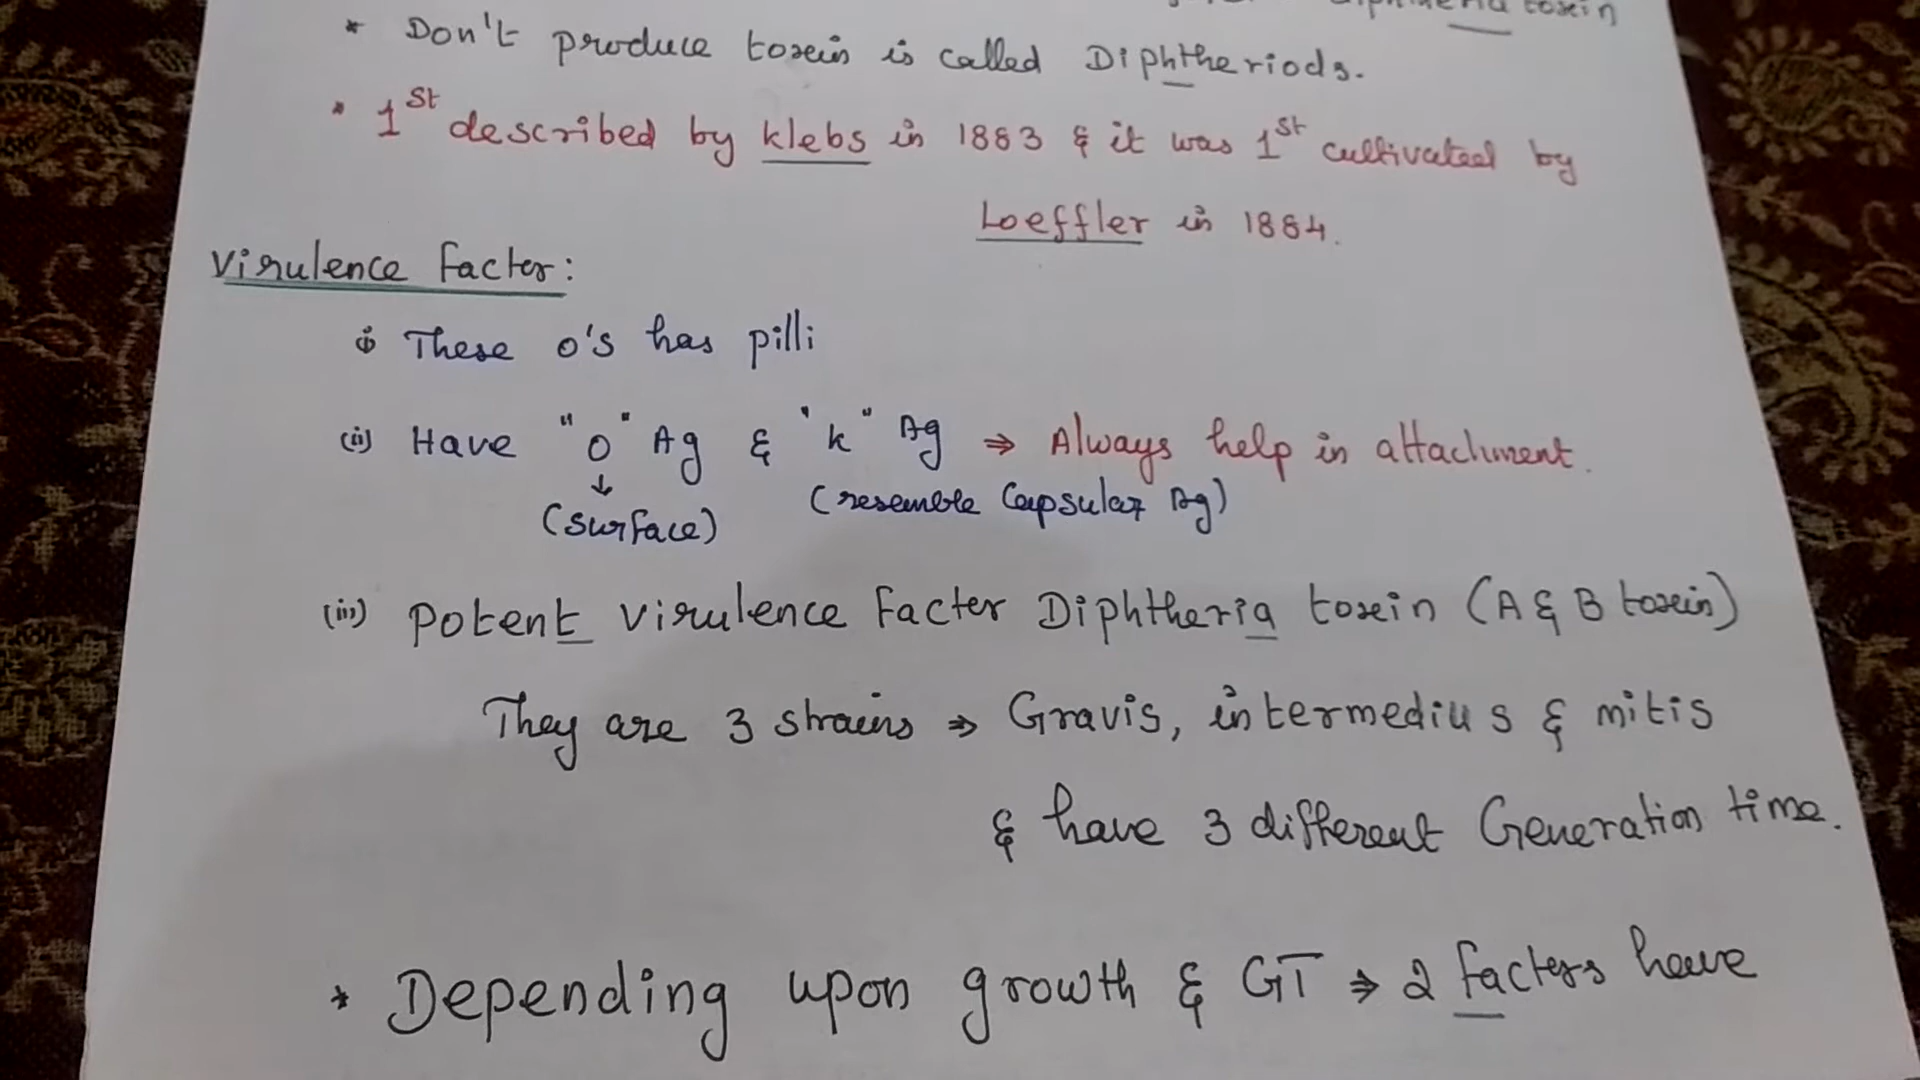 toxin
* Don't produce toxin is called Diphtheriods.
* 1st described by klebs in 1883 & it was 1st cultivated by
Loeffler in 1884.
Virulence factor:
(i) These o's has pilli
(ii) Have "O" Ag & "k" Ag ⇒ Always help in attachment.
↓
(surface) (resemble Capsular Ag)
(iii) Potent virulence Facter Diphtheria toxin (A & B toxin)
They are 3 strains ⇒ Gravis, intermedius & mitis
& have 3 different Generation time.
* Depending upon growth & GT ⇒ 2 facters have